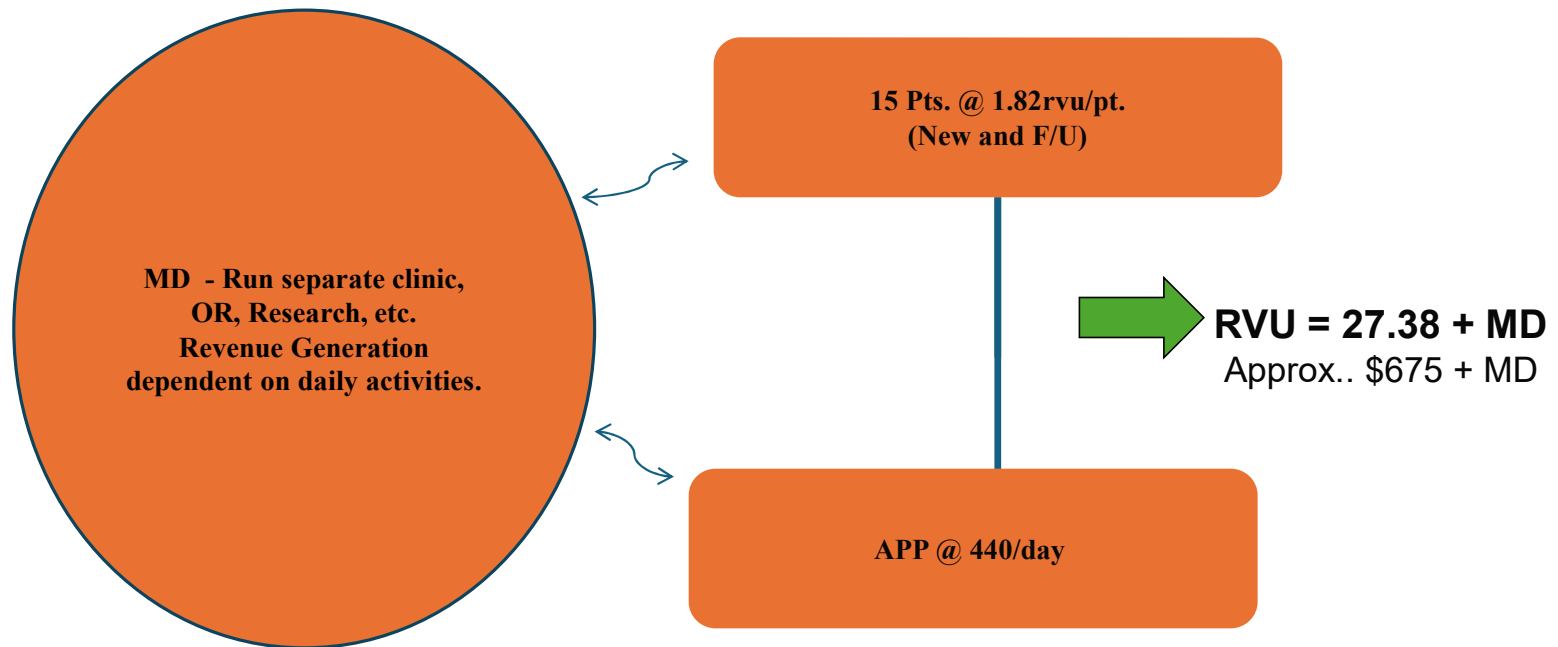 MD - Run separate clinic,
OR, Research, etc.
Revenue Generation
dependent on daily activities.
15 Pts. @ 1.82rvu/pt.
(New and F/U)
APP @ 440/day
RVU = 27.38 + MD
Approx.. $675 + MD